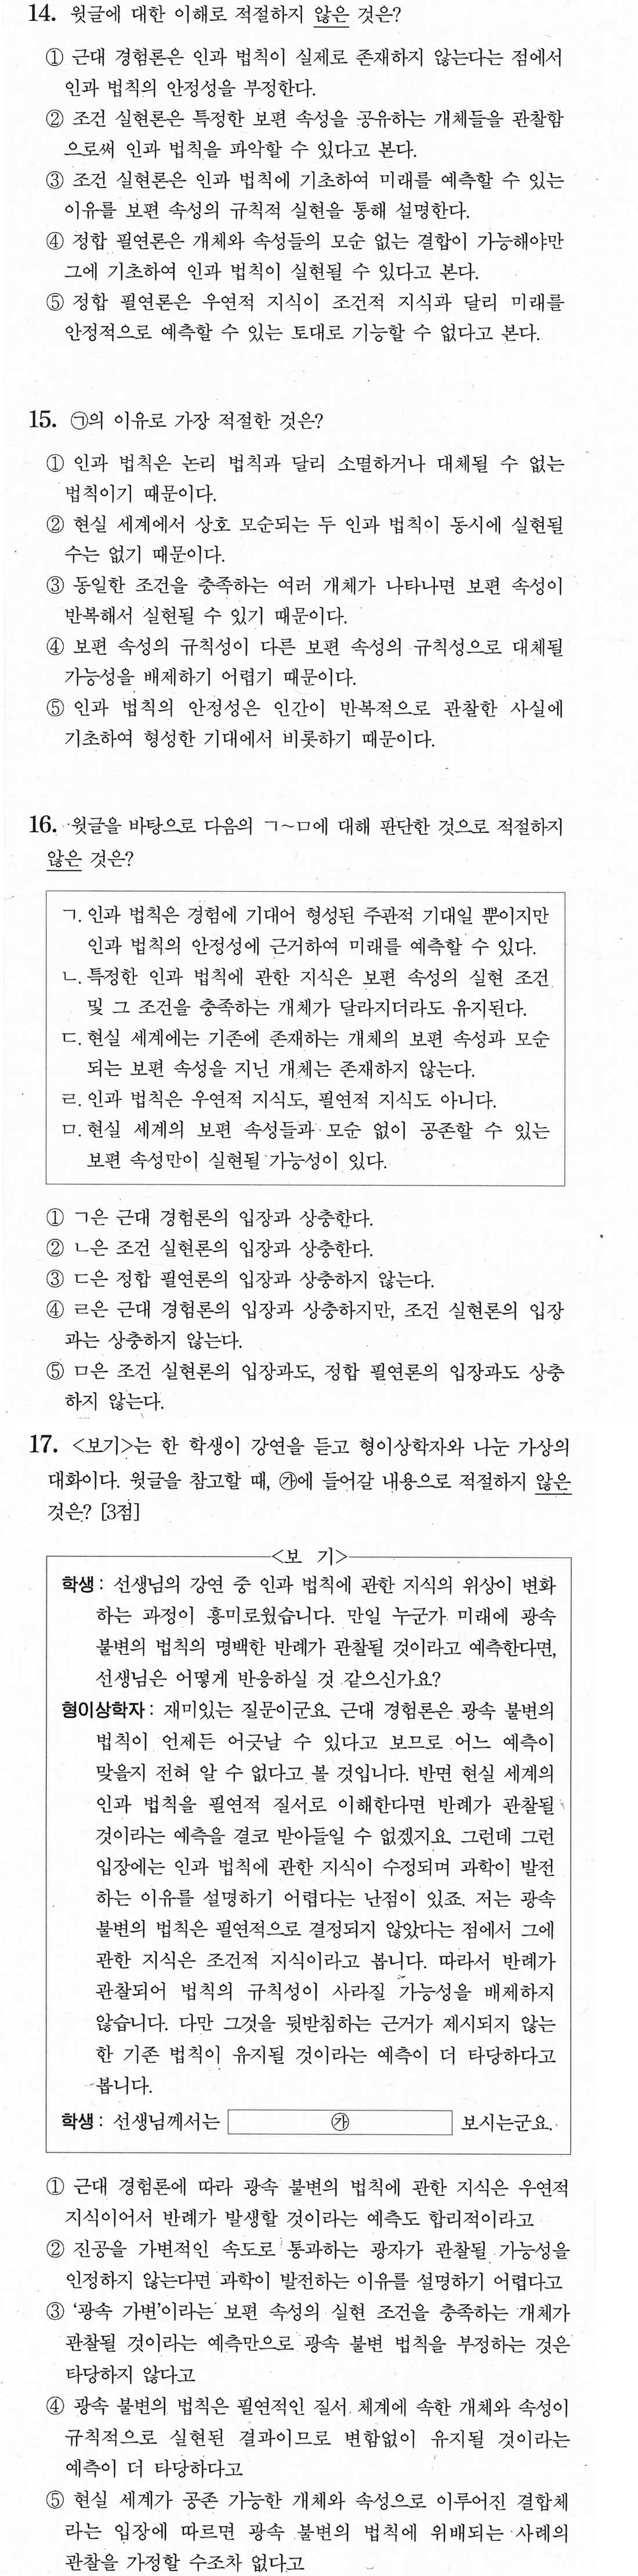 14. 윗글에 대한 이해로 적절하지 않은 것은?
① 근대 경험론은 인과 법칙이 실제로 존재하지 않는다는 점에서
인과 법칙의 안정성을 부정한다.
② 조건 실현론은 특정한 보편 속성을 공유하는 개체들을 관찰함
으로써 인과 법칙을 파악할 수 있다고 본다.
③ 조건 실현론은 인과 법칙에 기초하여 미래를 예측할 수 있는
이유를 보편 속성의 규칙적 실현을 통해 설명한다.
④ 정합 필연론은 개체와 속성들의 모순 없는 결합이 가능해야만
그에 기초하여 인과 법칙이 실현될 수 있다고 본다.
⑤ 정합 필연론은 우연적 지식이 조건적 지식과 달리 미래를
안정적으로 예측할 수 있는 토대로 기능할 수 없다고 본다.
15. ㉠의 이유로 가장 적절한 것은?
① 인과 법칙은 논리 법칙과 달리 소멸하거나 대체될 수 없는
법칙이기 때문이다.
② 현실 세계에서 상호 모순되는 두 인과 법칙이 동시에 실현될
수는 없기 때문이다.
③ 동일한 조건을 충족하는 여러 개체가 나타나면 보편 속성이
반복해서 실현될 수 있기 때문이다.
④ 보편 속성의 규칙성이 다른 보편 속성의 규칙성으로 대체될
가능성을 배제하기 어렵기 때문이다.
⑤ 인과 법칙의 안정성은 인간이 반복적으로 관찰한 사실에
기초하여 형성한 기대에서 비롯하기 때문이다.
16. 윗글을 바탕으로 다음의 ㄱ~ㅁ에 대해 판단한 것으로 적절하지
않은 것은?
ㄱ. 인과 법칙은 경험에 기대어 형성된 주관적 기대일 뿐이지만
인과 법칙의 안정성에 근거하여 미래를 예측할 수 있다.
ㄴ. 특정한 인과 법칙에 관한 지식은 보편 속성의 실현 조건
및 그 조건을 충족하는 개체가 달라지더라도 유지된다.
ㄷ. 현실 세계에는 기존에 존재하는 개체의 보편 속성과 모순
되는 보편 속성을 지닌 개체는 존재하지 않는다.
ㄹ. 인과 법칙은 우연적 지식도, 필연적 지식도 아니다.
ㅁ. 현실 세계의 보편 속성들과 모순 없이 공존할 수 있는
보편 속성만이 실현될 가능성이 있다.
① ㄱ은 근대 경험론의 입장과 상충한다.
② ㄴ은 조건 실현론의 입장과 상충한다.
③ ㄷ은 정합 필연론의 입장과 상충하지 않는다.
④ ㄹ은 근대 경험론의 입장과 상충하지만, 조건 실현론의 입장
과는 상충하지 않는다.
⑤ ㅁ은 조건 실현론의 입장과도, 정합 필연론의 입장과도 상충
하지 않는다.
17. <보기>는 한 학생이 강연을 듣고 형이상학자와 나눈 가상의
대화이다. 윗글을 참고할 때, ㉮에 들어갈 내용으로 적절하지 않은
것은? [3점]
<보 기>
학생 : 선생님의 강연 중 인과 법칙에 관한 지식의 위상이 변화
하는 과정이 흥미로웠습니다. 만일 누군가 미래에 광속
불변의 법칙의 명백한 반례가 관찰될 것이라고 예측한다면,
선생님은 어떻게 반응하실 것 같으신가요?
형이상학자 : 재미있는 질문이군요. 근대 경험론은 광속 불변의
법칙이 언제든 어긋날 수 있다고 보므로 어느 예측이
맞을지 전혀 알 수 없다고 볼 것입니다. 반면 현실 세계의
인과 법칙을 필연적 질서로 이해한다면 반례가 관찰될
것이라는 예측을 결코 받아들일 수 없겠지요. 그런데 그런
입장에는 인과 법칙에 관한 지식이 수정되며 과학이 발전
하는 이유를 설명하기 어렵다는 난점이 있죠. 저는 광속
불변의 법칙은 필연적으로 결정되지 않았다는 점에서 그에
관한 지식은 조건적 지식이라고 봅니다. 따라서 반례가
관찰되어 법칙의 규칙성이 사라질 가능성을 배제하지
않습니다. 다만 그것을 뒷받침하는 근거가 제시되지 않는
한 기존 법칙이 유지될 것이라는 예측이 더 타당하다고
봅니다.
학생 : 선생님께서는 ㉮ 보시는군요.
① 근대 경험론에 따라 광속 불변의 법칙에 관한 지식은 우연적
지식이어서 반례가 발생할 것이라는 예측도 합리적이라고
② 진공을 가변적인 속도로 통과하는 광자가 관찰될 가능성을
인정하지 않는다면 과학이 발전하는 이유를 설명하기 어렵다고
③ ‘광속 가변’이라는 보편 속성의 실현 조건을 충족하는 개체가
관찰될 것이라는 예측만으로 광속 불변 법칙을 부정하는 것은
타당하지 않다고
④ 광속 불변의 법칙은 필연적인 질서 체계에 속한 개체와 속성이
규칙적으로 실현된 결과이므로 변함없이 유지될 것이라는
예측이 더 타당하다고
⑤ 현실 세계가 공존 가능한 개체와 속성으로 이루어진 결합체
라는 입장에 따르면 광속 불변의 법칙에 위배되는 사례의
관찰을 가정할 수조차 없다고